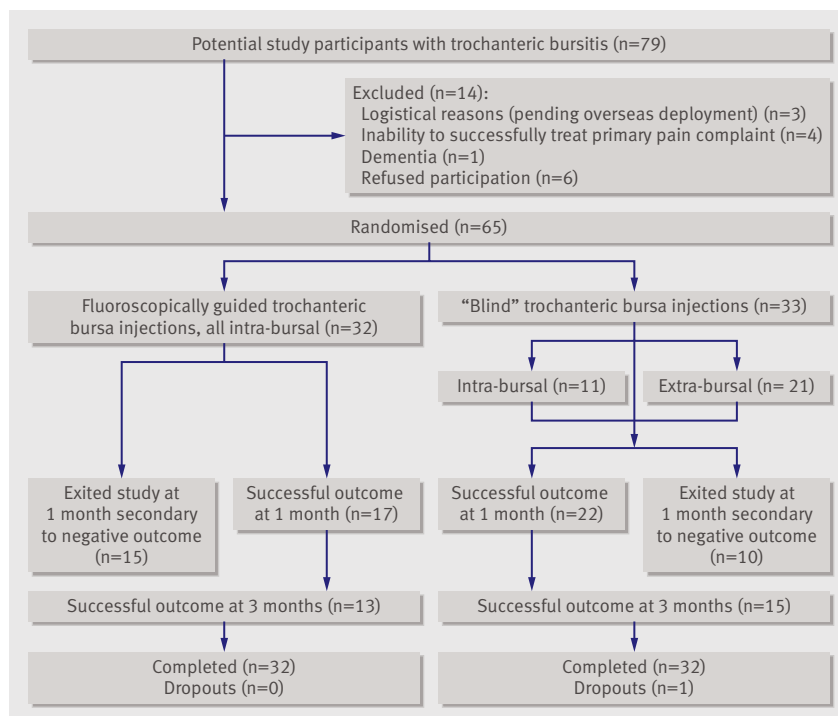 Potential study participants with trochanteric bursitis (n=79)
Excluded (n=14):
Logistical reasons (pending overseas deployment) (n=3)
Inability to successfully treat primary pain complaint (n=4)
Dementia (n=1)
Refused participation (n=6)
Randomised (n=65)
Fluoroscopically guided trochanteric
bursa injections, all intra-bursal (n=32)
“Blind” trochanteric bursa injections (n=33)
Intra-bursal (n=11)
Extra-bursal (n= 21)
Exited study at
1 month secondary
to negative outcome
(n=15)
Successful outcome
at 1 month (n=17)
Successful outcome
at 1 month (n=22)
Exited study at
1 month secondary
to negative outcome
(n=10)
Successful outcome at 3 months (n=13)
Successful outcome at 3 months (n=15)
Completed (n=32)
Dropouts (n=0)
Completed (n=32)
Dropouts (n=1)